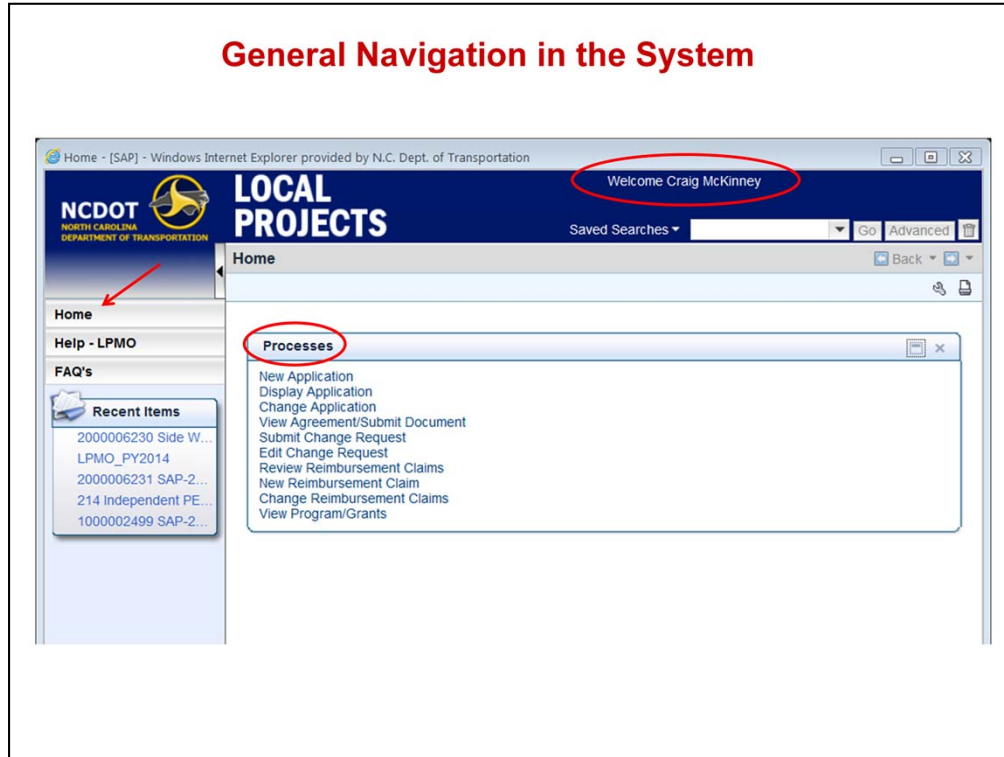 General Navigation in the System
Home - [SAP] - Windows Internet Explorer provided by N.C. Dept. of Transportation
NCDOT
NORTH CAROLINA
DEPARTMENT OF TRANSPORTATION
LOCAL
PROJECTS
Welcome Craig McKinney
Saved Searches
Go
Advanced
Home
Back
Home
Help - LPMO
FAQ's
Recent Items
2000006230 Side W...
LPMO_PY2014
2000006231 SAP-2...
214 Independent PE...
1000002499 SAP-2...
Processes
New Application
Display Application
Change Application
View Agreement/Submit Document
Submit Change Request
Edit Change Request
Review Reimbursement Claims
New Reimbursement Claim
Change Reimbursement Claims
View Program/Grants